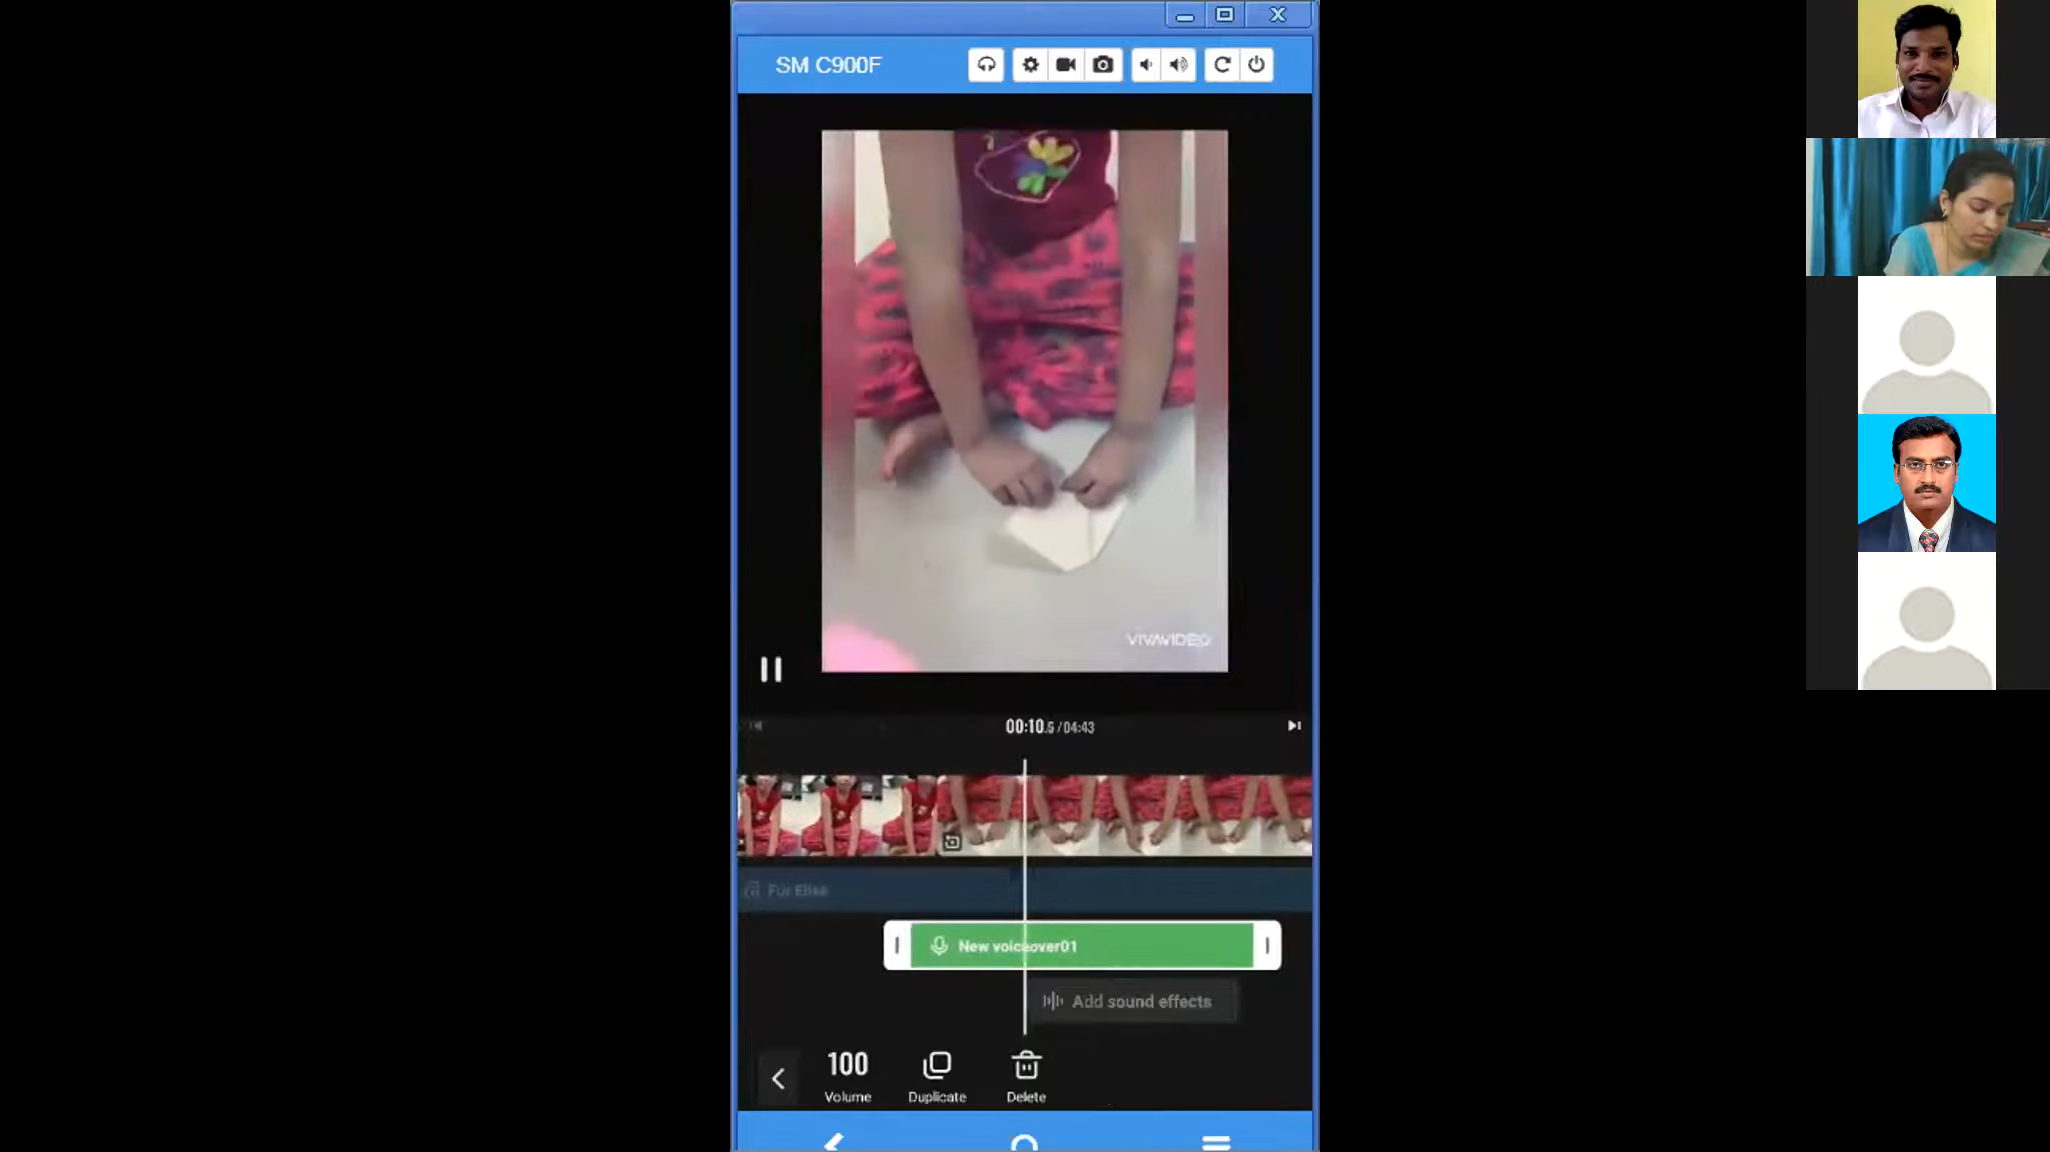 SM C900F
VIVAVIDEO
00:10.5 / 04:43
Für Elise
New voiceover01
Add sound effects
100
Volume
Duplicate
Delete